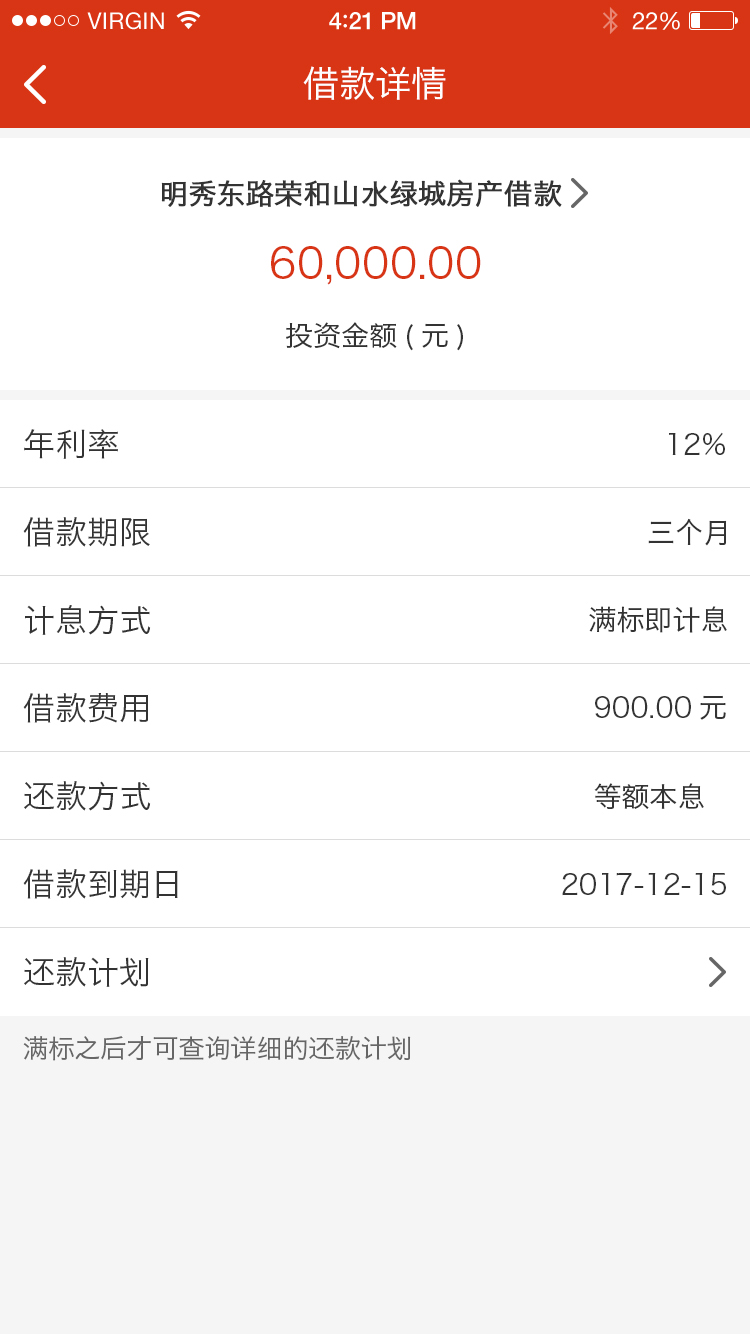 VIRGIN 4:21 PM 22%
借款详情
明秀东路荣和山水绿城房产借款
60,000.00
投资金额 ( 元 )
年利率 12%
借款期限 三个月
计息方式 满标即计息
借款费用 900.00 元
还款方式 等额本息
借款到期日 2017-12-15
还款计划
满标之后才可查询详细的还款计划